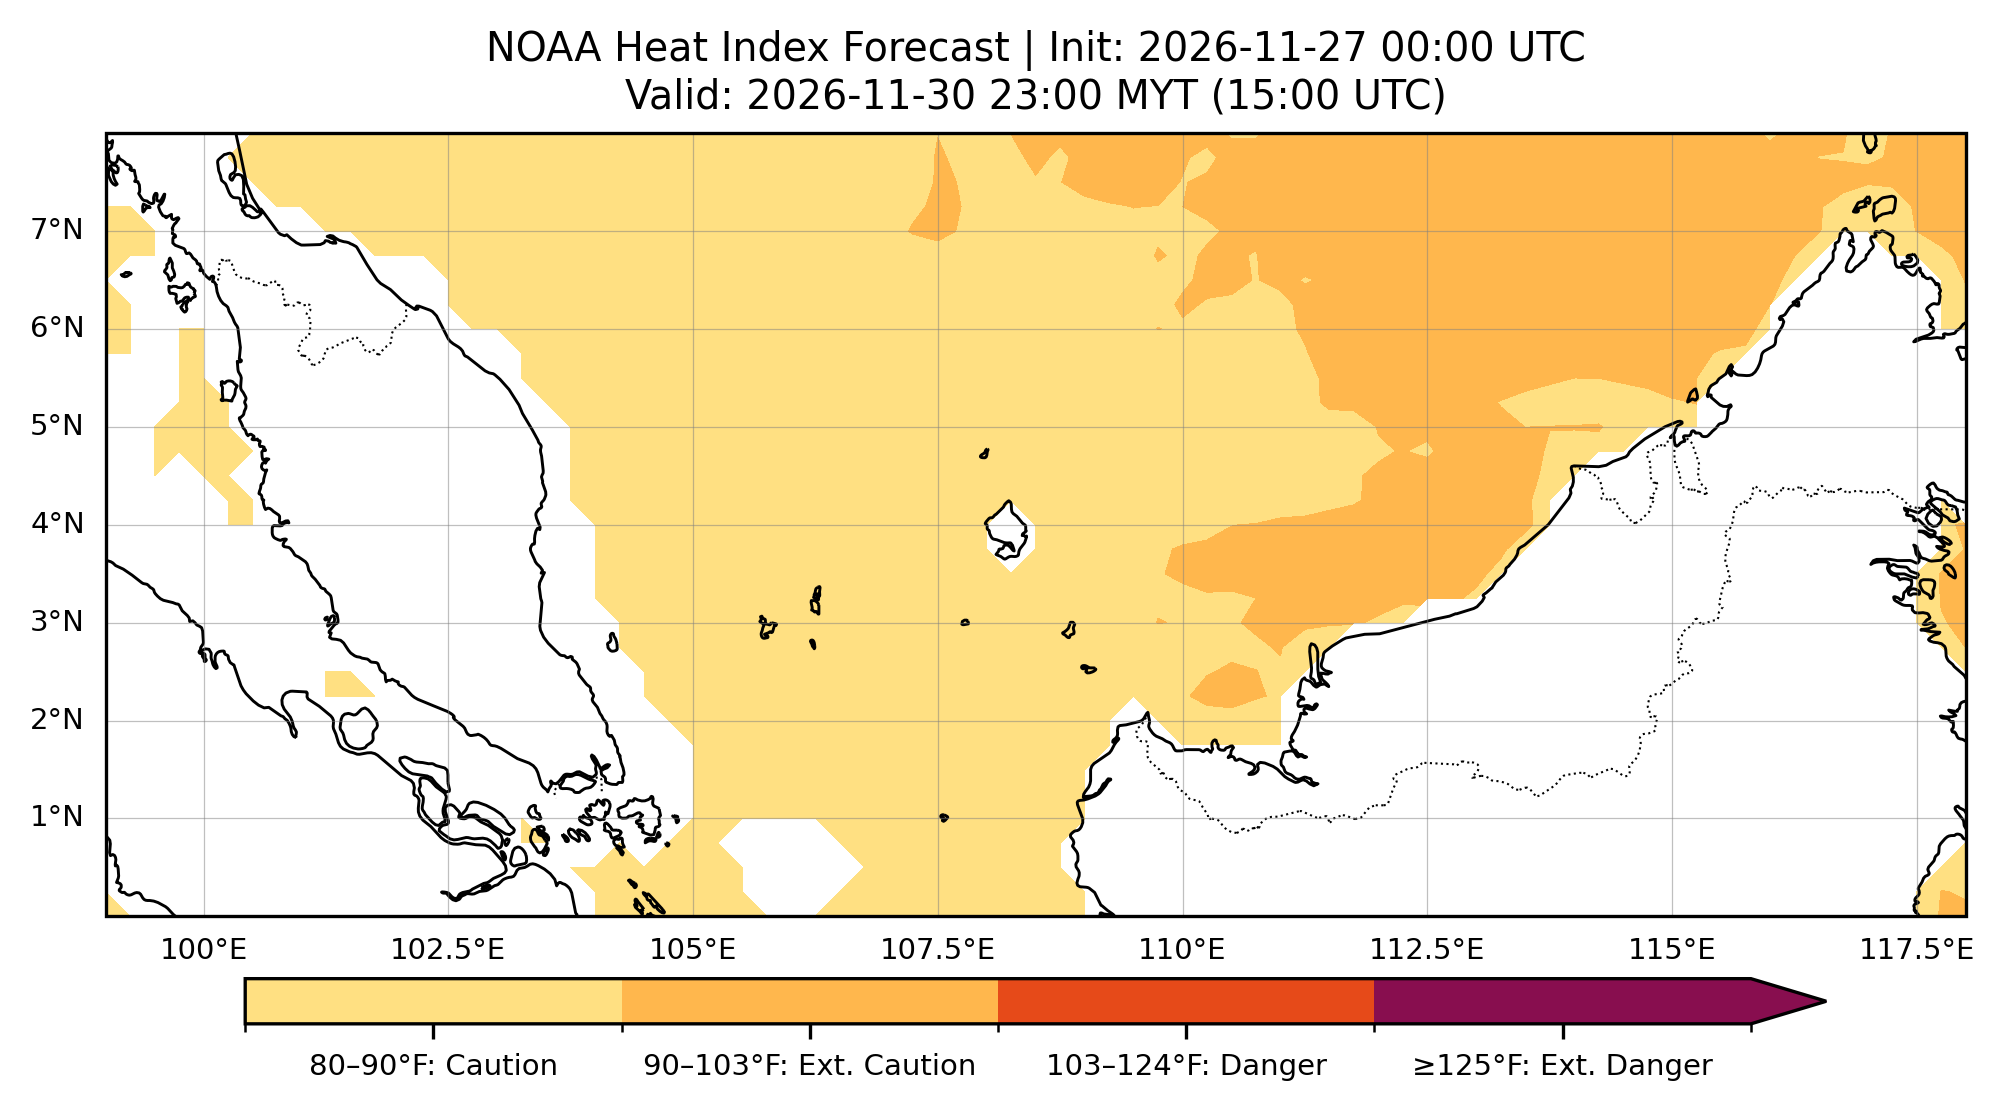 NOAA Heat Index Forecast | Init: 2026-11-27 00:00 UTC
Valid: 2026-11-30 23:00 MYT (15:00 UTC)
7°N
6°N
5°N
4°N
3°N
2°N
1°N
100°E 102.5°E 105°E 107.5°E 110°E 112.5°E 115°E 117.5°E
80–90°F: Caution 90–103°F: Ext. Caution 103–124°F: Danger ≥125°F: Ext. Danger